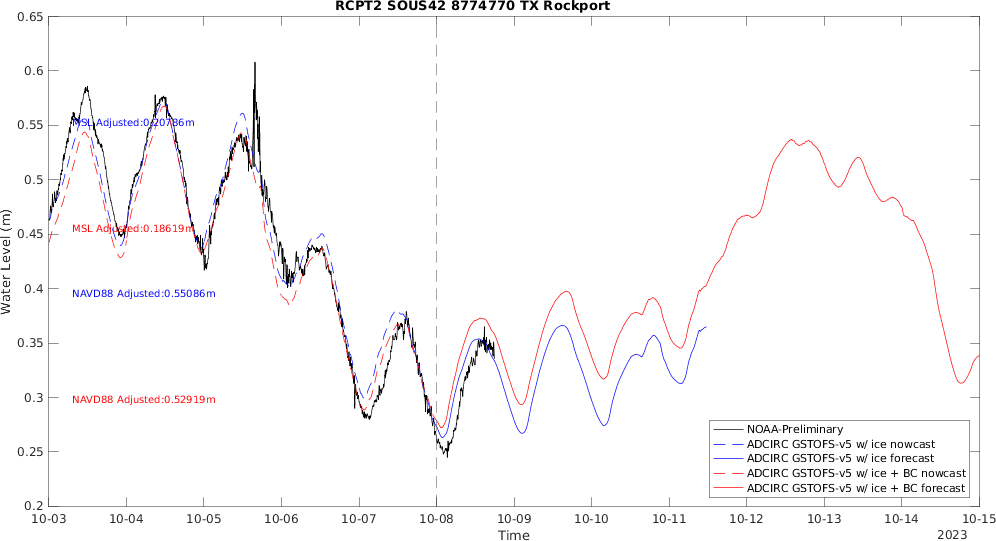 RCPT2 SOUS42 8774770 TX Rockport
0.65
0.6
0.55
0.5
0.45
0.4
0.35
0.3
0.25
0.2
Water Level (m)
MSL Adjusted:0.20786m
MSL Adjusted:0.18619m
NAVD88 Adjusted:0.55086m
NAVD88 Adjusted:0.52919m
NOAA-Preliminary
ADCIRC GSTOFS-v5 w/ ice nowcast
ADCIRC GSTOFS-v5 w/ ice forecast
ADCIRC GSTOFS-v5 w/ ice + BC nowcast
ADCIRC GSTOFS-v5 w/ ice + BC forecast
10-03 10-04 10-05 10-06 10-07 10-08 10-09 10-10 10-11 10-12 10-13 10-14 10-15
Time
2023